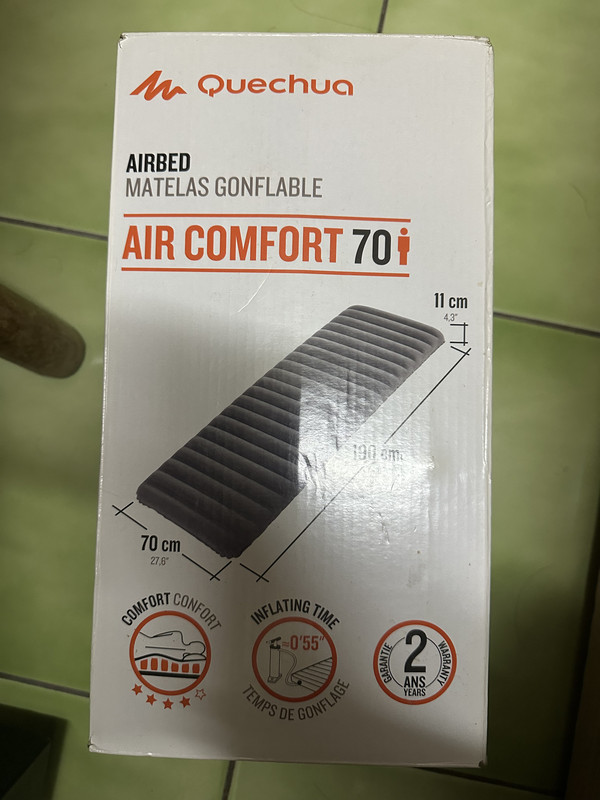 Quechua
AIRBED
MATELAS GONFLABLE
AIR COMFORT 70
11 cm
4,3"
190 cm
70 cm
27,6"
COMFORT CONFORT
INFLATING TIME
≈0'55"
TEMPS DE GONFLAGE
GARANTIE
2
ANS
YEARS
WARRANTY